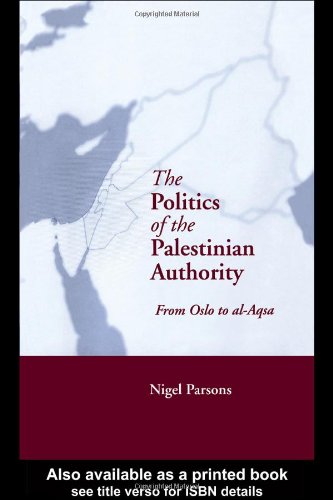 Copyrighted Material
The
Politics
of the
Palestinian
Authority
From Oslo to al-Aqsa
Nigel Parsons
Copyrighted Material
Also available as a printed book
see title verso for ISBN details